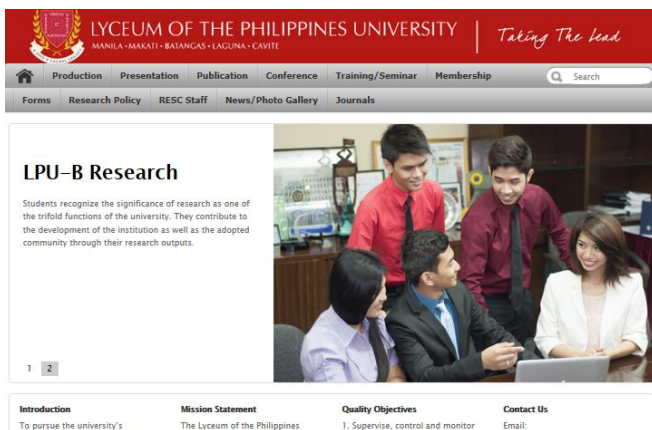 LYCEUM OF THE PHILIPPINES UNIVERSITY
MANILA • MAKATI • BATANGAS • LAGUNA • CAVITE
Taking The Lead
Production Presentation Publication Conference Training/Seminar Membership Search
Forms Research Policy RESC Staff News/Photo Gallery Journals
LPU-B Research
Students recognize the significance of research as one of
the trifold functions of the university. They contribute to
the development of the institution as well as the adopted
community through their research outputs.
1 2
Introduction
To pursue the university's
Mission Statement
The Lyceum of the Philippines
Quality Objectives
1. Supervise, control and monitor
Contact Us
Email: